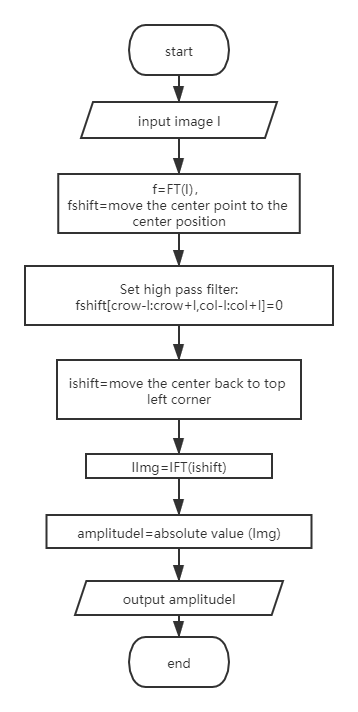 start
input image I
f=FT(I),
fshift=move the center point to the
center position
Set high pass filter:
fshift[crow-l:crow+l,col-l:col+l]=0
ishift=move the center back to top
left corner
IImg=IFT(ishift)
amplitudeI=absolute value (Img)
output amplitudeI
end